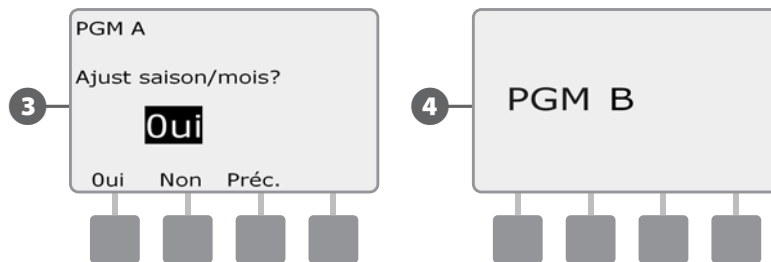 3
PGM A
Ajust saison/mois?
Oui
Oui Non Préc.
4
PGM B